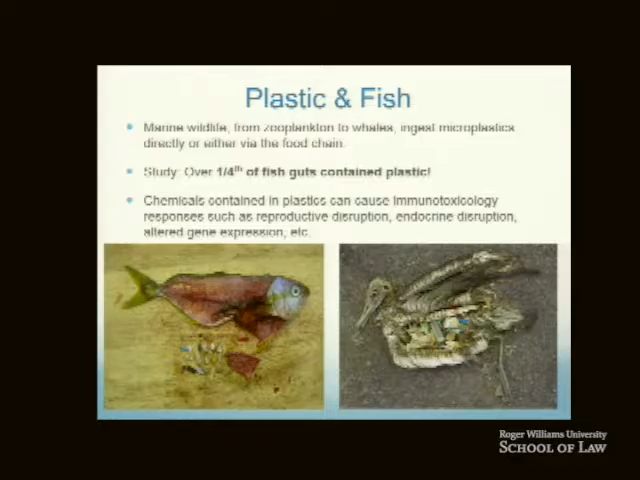 Plastic & Fish
Marine wildlife, from zooplankton to whales, ingest microplastics
directly or either via the food chain.
Study: Over 1/4th of fish guts contained plastic!
Chemicals contained in plastics can cause immunotoxicology
responses such as reproductive disruption, endocrine disruption,
altered gene expression, etc.
Roger Williams University
SCHOOL OF LAW